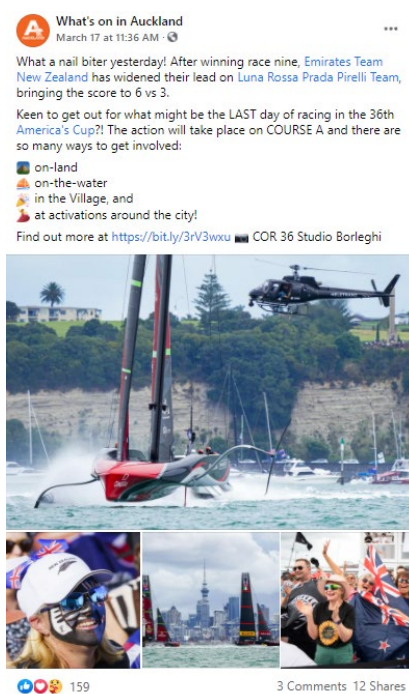 What's on in Auckland
March 17 at 11:36 AM ·
What a nail biter yesterday! After winning race nine, Emirates Team
New Zealand has widened their lead on Luna Rossa Prada Pirelli Team,
bringing the score to 6 vs 3.
Keen to get out for what might be the LAST day of racing in the 36th
America's Cup?! The action will take place on COURSE A and there are
so many ways to get involved:
on-land
on-the-water
in the Village, and
at activations around the city!
Find out more at https://bit.ly/3rV3wxu COR 36 Studio Borleghi
159
3 Comments 12 Shares